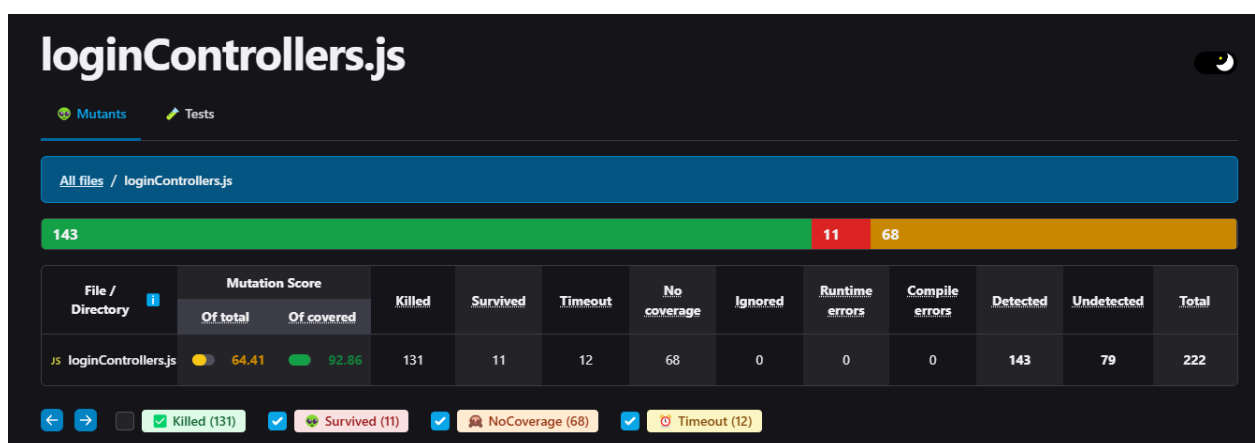 loginControllers.js
👽 Mutants 🧪 Tests
All files / loginControllers.js
143 11 68
File / Directory Mutation Score Killed Survived Timeout No coverage Ignored Runtime errors Compile errors Detected Undetected Total
Of total Of covered
JS loginControllers.js 64.41 92.86 131 11 12 68 0 0 0 143 79 222
← → ✅ Killed (131) 👽 Survived (11) 🙈 NoCoverage (68) ⏰ Timeout (12)